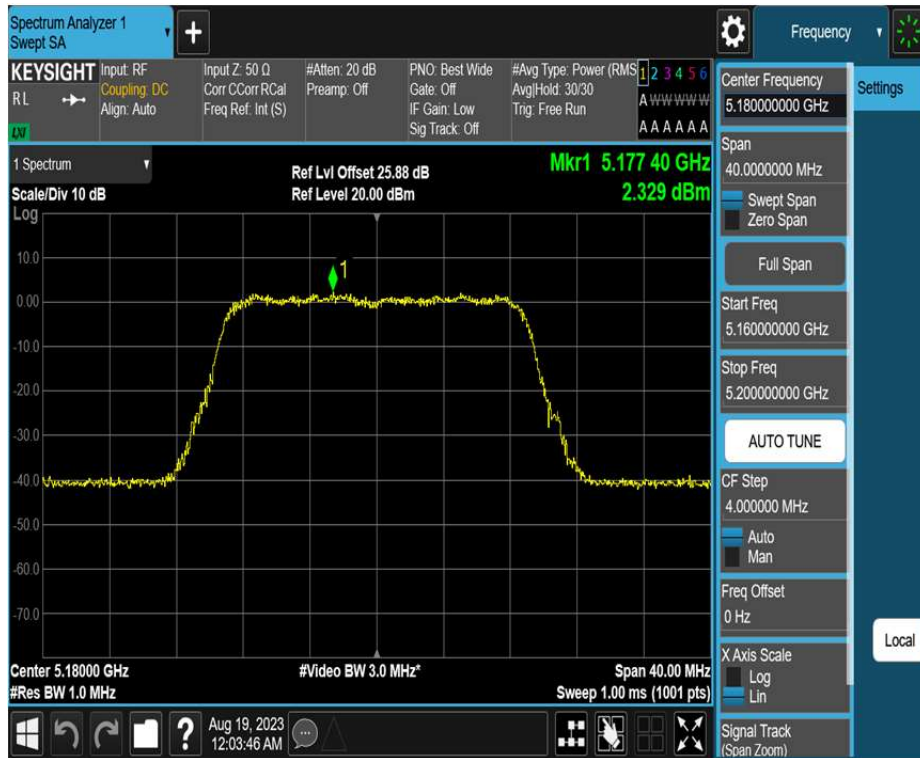 Spectrum Analyzer 1
Swept SA
+
Frequency
KEYSIGHT
R L
LXI
Input: RF
Coupling: DC
Align: Auto
Input Z: 50 Ω
Corr CCorr RCal
Freq Ref: Int (S)
#Atten: 20 dB
Preamp: Off
PNO: Best Wide
Gate: Off
IF Gain: Low
Sig Track: Off
#Avg Type: Power (RMS
Avg|Hold: 30/30
Trig: Free Run
1 2 3 4 5 6
A W W W W W
A A A A A A
1 Spectrum
Scale/Div 10 dB
Ref Lvl Offset 25.88 dB
Ref Level 20.00 dBm
Mkr1 5.177 40 GHz
2.329 dBm
Log
10.0
0.00
-10.0
-20.0
-30.0
-40.0
-50.0
-60.0
-70.0
1
Center 5.18000 GHz
#Video BW 3.0 MHz*
Span 40.00 MHz
#Res BW 1.0 MHz
Sweep 1.00 ms (1001 pts)
?
Aug 19, 2023
12:03:46 AM
Center Frequency
5.18000000 GHz
Span
40.0000000 MHz
Swept Span
Zero Span
Full Span
Start Freq
5.160000000 GHz
Stop Freq
5.200000000 GHz
AUTO TUNE
CF Step
4.000000 MHz
Auto
Man
Freq Offset
0 Hz
X Axis Scale
Log
Lin
Signal Track
(Span Zoom)
Settings
Local